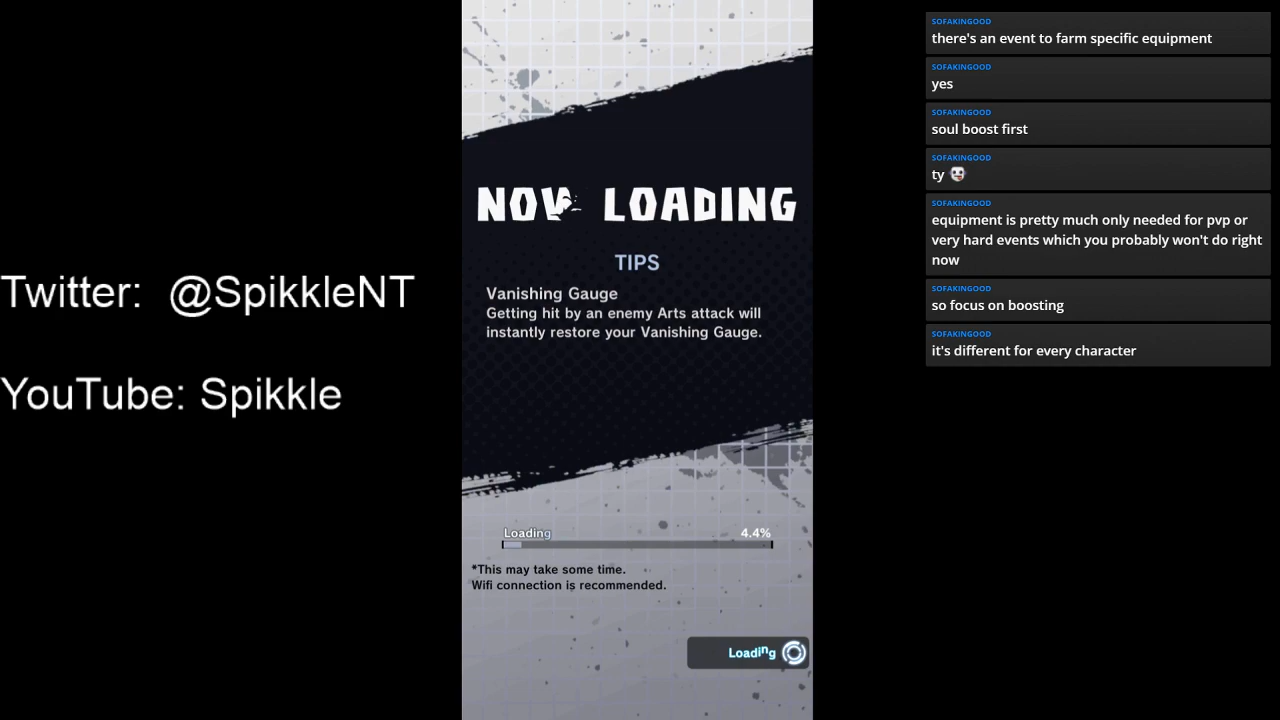 Twitter:  @SpikkleNT
YouTube: Spikkle
NOW LOADING
TIPS
Vanishing Gauge
Getting hit by an enemy Arts attack will
instantly restore your Vanishing Gauge.
Loading
4.4%
*This may take some time.
Wifi connection is recommended.
Loading
SOFAKINGOOD
there's an event to farm specific equipment
SOFAKINGOOD
yes
SOFAKINGOOD
soul boost first
SOFAKINGOOD
ty
SOFAKINGOOD
equipment is pretty much only needed for pvp or
very hard events which you probably won't do right
now
SOFAKINGOOD
so focus on boosting
SOFAKINGOOD
it's different for every character